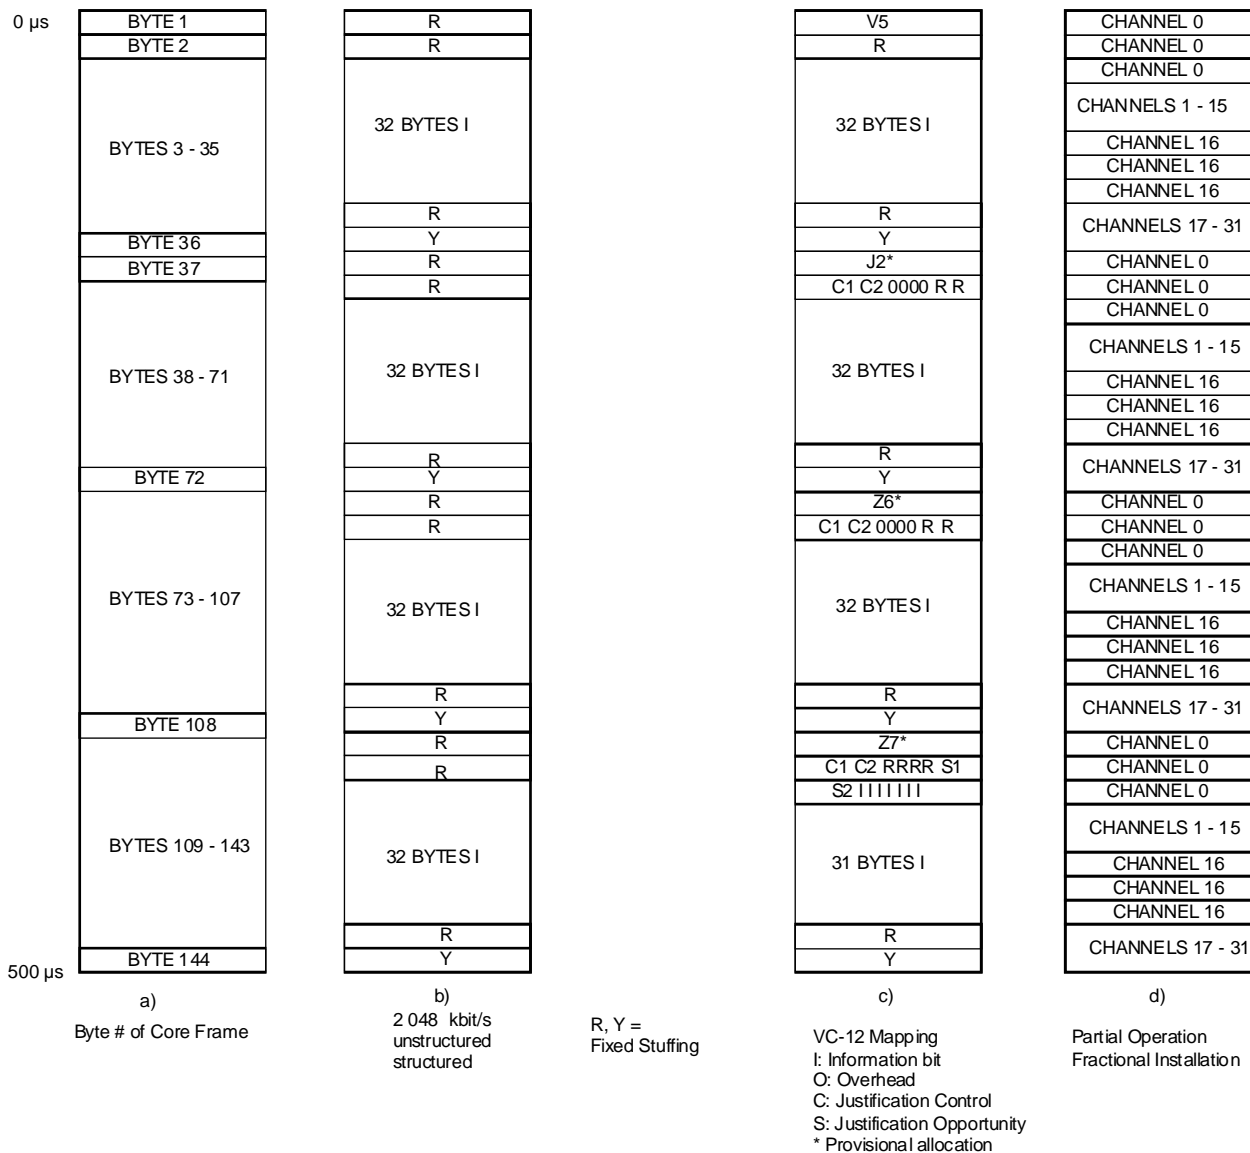 0 µs
BYTE 1
BYTE 2
BYTES 3 - 35
BYTE 36
BYTE 37
BYTES 38 - 71
BYTE 72
BYTES 73 - 107
BYTE 108
BYTES 109 - 143
BYTE 144
500 µs
a)
Byte # of Core Frame
R
R
32 BYTES I
R
Y
R
R
32 BYTES I
R
Y
R
R
32 BYTES I
R
Y
R
R
32 BYTES I
R
Y
b)
2 048 kbit/s
unstructured
structured
R, Y =
Fixed Stuffing
V5
R
32 BYTES I
R
Y
J2*
C1 C2 0000 R R
32 BYTES I
R
Y
Z6*
C1 C2 0000 R R
32 BYTES I
R
Y
Z7*
C1 C2 RRRR S1
S2 I I I I I I I
31 BYTES I
R
Y
c)
VC-12 Mapping
I: Information bit
O: Overhead
C: Justification Control
S: Justification Opportunity
* Provisional allocation
CHANNEL 0
CHANNEL 0
CHANNEL 0
CHANNELS 1 - 15
CHANNEL 16
CHANNEL 16
CHANNEL 16
CHANNELS 17 - 31
CHANNEL 0
CHANNEL 0
CHANNEL 0
CHANNELS 1 - 15
CHANNEL 16
CHANNEL 16
CHANNEL 16
CHANNELS 17 - 31
CHANNEL 0
CHANNEL 0
CHANNEL 0
CHANNELS 1 - 15
CHANNEL 16
CHANNEL 16
CHANNEL 16
CHANNELS 17 - 31
CHANNEL 0
CHANNEL 0
CHANNEL 0
CHANNELS 1 - 15
CHANNEL 16
CHANNEL 16
CHANNEL 16
CHANNELS 17 - 31
d)
Partial Operation
Fractional Installation